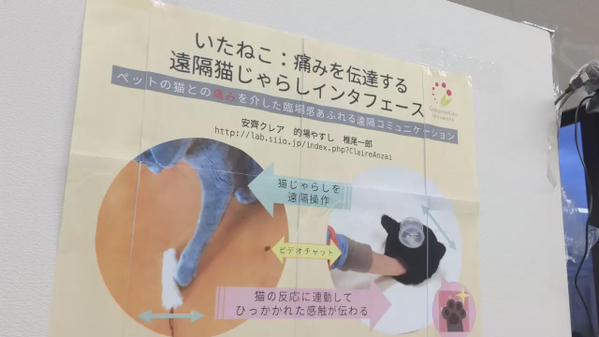 いたねこ：痛みを伝達する
遠隔猫じゃらしインタフェース
ペットの猫との痛みを介した臨場感あふれる遠隔コミュニケーション
安齊クレア 的場やすし 椎尾一郎
http://lab.siio.jp/index.php?ClaireAnzai
猫じゃらしを
遠隔操作
ビデオチャット
猫の反応に連動して
ひっかかれた感触が伝わる